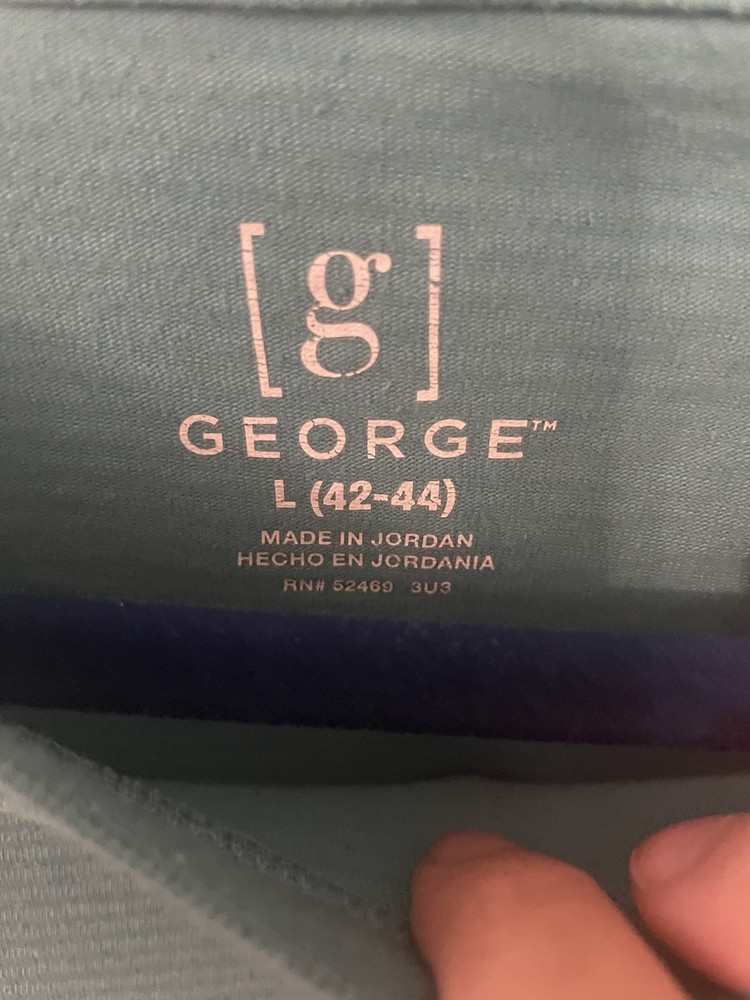 [g]
GEORGE™
L (42-44)
MADE IN JORDAN
HECHO EN JORDANIA
RN# 52469 3U3